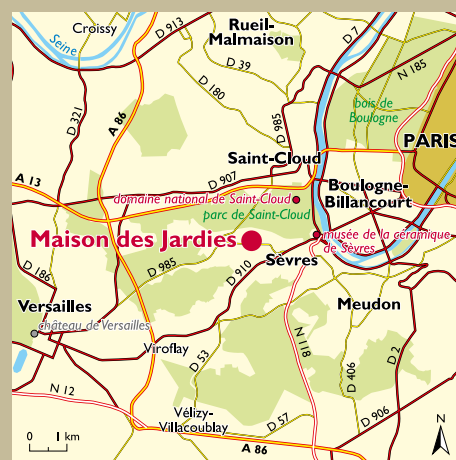 Croissy
D 913
Rueil-
Malmaison
D 7
Seine
D 39
N 185
D 180
bois de
Boulogne
D 321
A 86
D 985
PARIS
Saint-Cloud
D 907
A 13
Boulogne-
Billancourt
domaine national de Saint-Cloud
parc de Saint-Cloud
musée de la céramique
de Sèvres
Maison des Jardies
Sèvres
D 186
D 985
D 910
Versailles
château de Versailles
Meudon
Viroflay
D 53
N 118
D 406
D 2
N 12
Vélizy-
Villacoublay
D 57
D 906
A 86
0 1 km
N